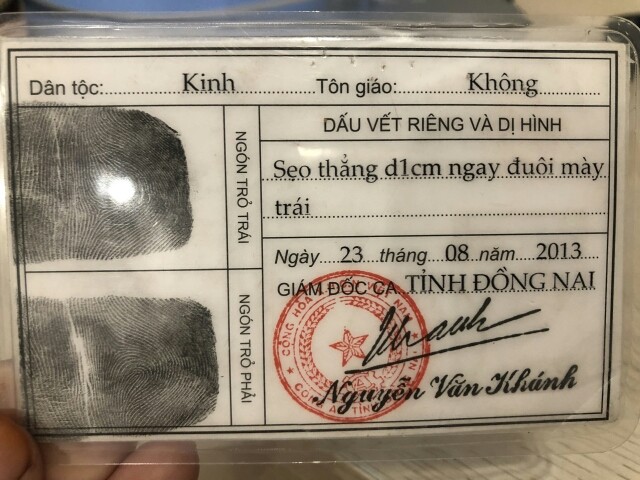 Dân tộc: Kinh Tôn giáo: Không
NGÓN TRỎ TRÁI
NGÓN TRỎ PHẢI
DẤU VẾT RIÊNG VÀ DỊ HÌNH
Sẹo thẳng d1cm ngay đuôi mày
trái
Ngày 23 tháng 08 năm 2013
GIÁM ĐỐC CA. TỈNH ĐỒNG NAI
Nguyễn Văn Khánh